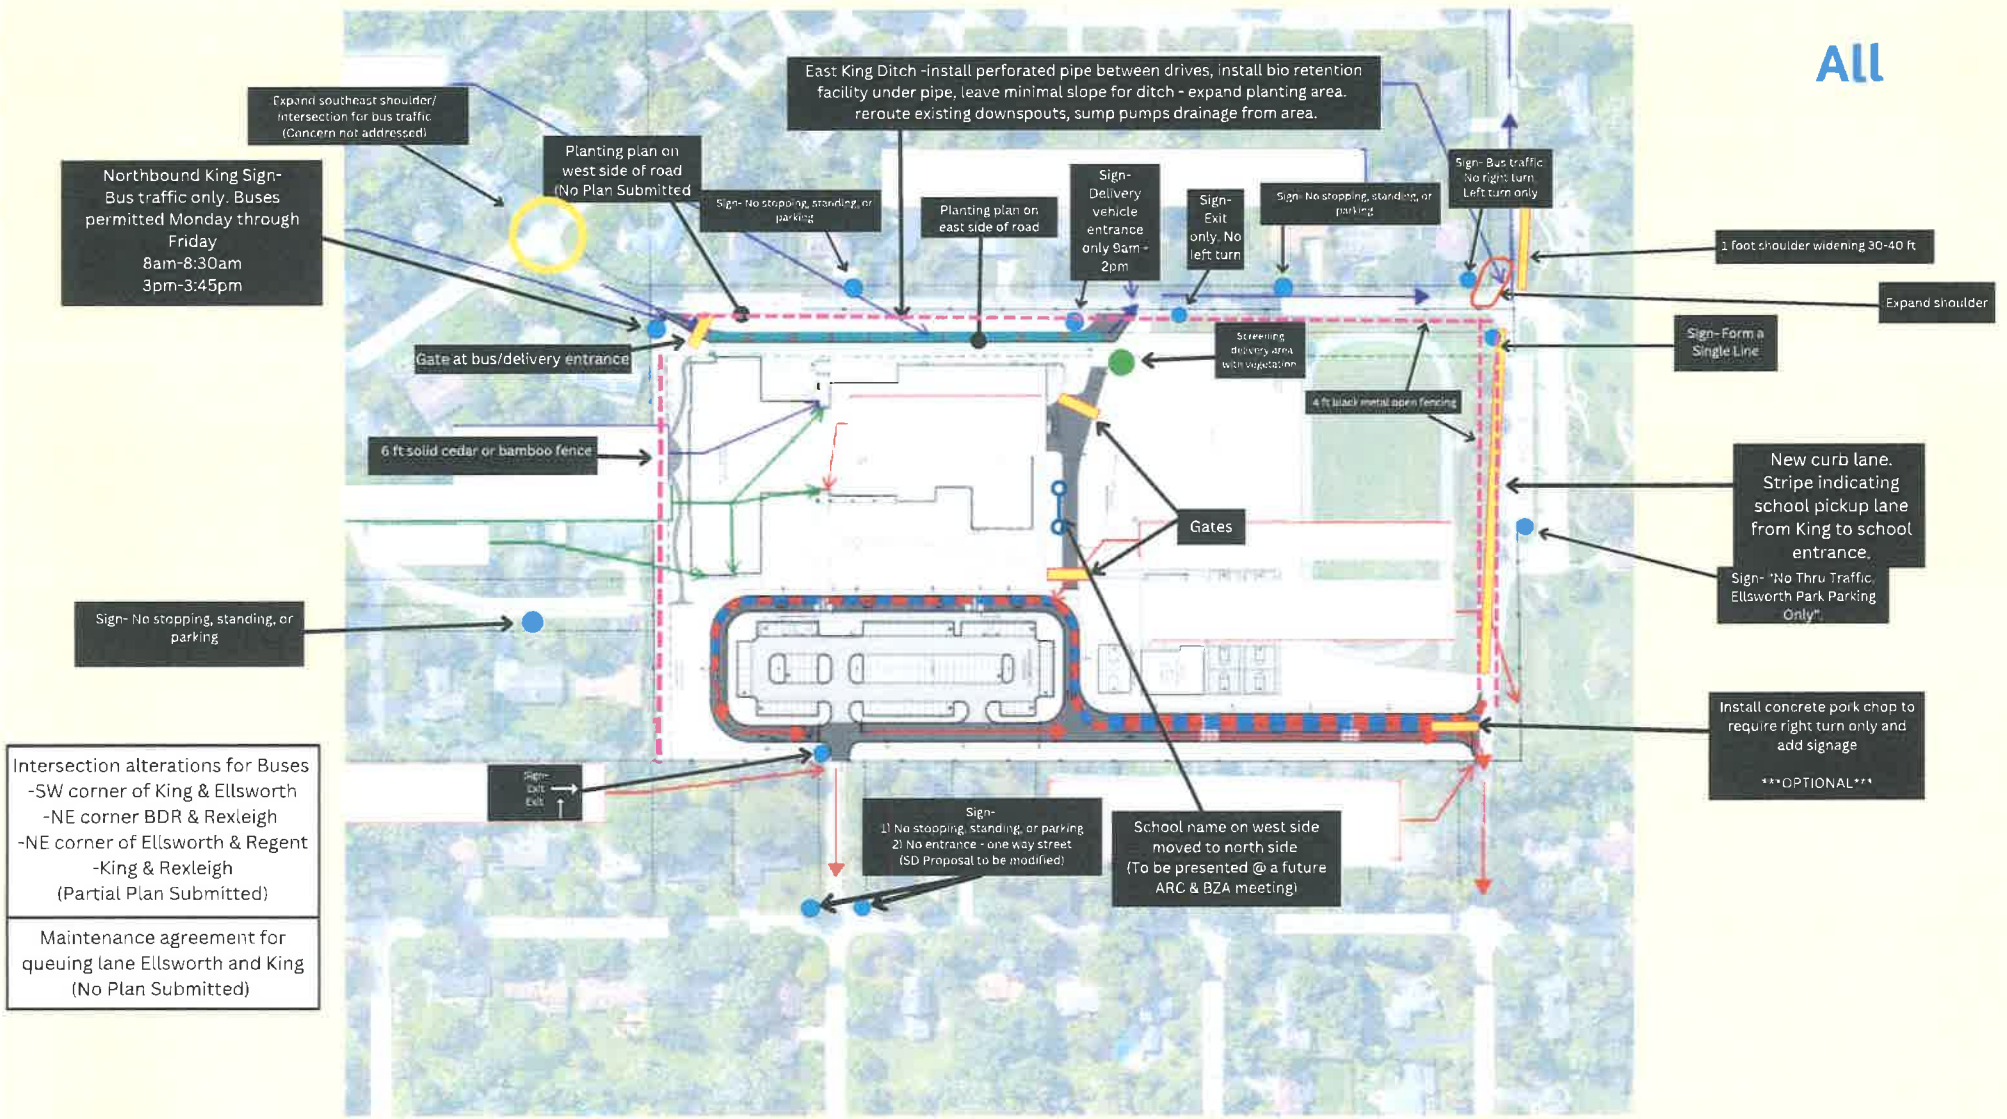 All
East King Ditch -install perforated pipe between drives, install bio retention
facility under pipe, leave minimal slope for ditch - expand planting area.
reroute existing downspouts, sump pumps drainage from area.
Expand southeast shoulder/
intersection for bus traffic
(Concern not addressed)
Planting plan on
west side of road
(No Plan Submitted
Northbound King Sign-
Bus traffic only. Buses
permitted Monday through
Friday
8am-8:30am
3pm-3:45pm
Sign- No stopping, standing, or
parking
Planting plan on
east side of road
Sign-
Delivery
vehicle
entrance
only 9am -
2pm
Sign-
Exit
only, No
left turn
Sign- No stopping, standing, or
parking
Sign- Bus traffic
No right turn
Left turn only
1 foot shoulder widening 30-40 ft
Expand shoulder
Sign- Form a
Single Line
Gate at bus/delivery entrance
Screening
delivery area
with vegetation
4 ft black metal open fencing
6 ft solid cedar or bamboo fence
New curb lane.
Stripe indicating
school pickup lane
from King to school
entrance.
Gates
Sign- "No Thru Traffic,
Ellsworth Park Parking
Only".
Sign- No stopping, standing, or
parking
Install concrete pork chop to
require right turn only and
add signage
***OPTIONAL***
Intersection alterations for Buses
-SW corner of King & Ellsworth
-NE corner BDR & Rexleigh
-NE corner of Ellsworth & Regent
-King & Rexleigh
(Partial Plan Submitted)
Sign-
Exit
Exit
Sign-
1) No stopping, standing, or parking
2) No entrance - one way street
(SD Proposal to be modified)
School name on west side
moved to north side
(To be presented @ a future
ARC & BZA meeting)
Maintenance agreement for
queuing lane Ellsworth and King
(No Plan Submitted)